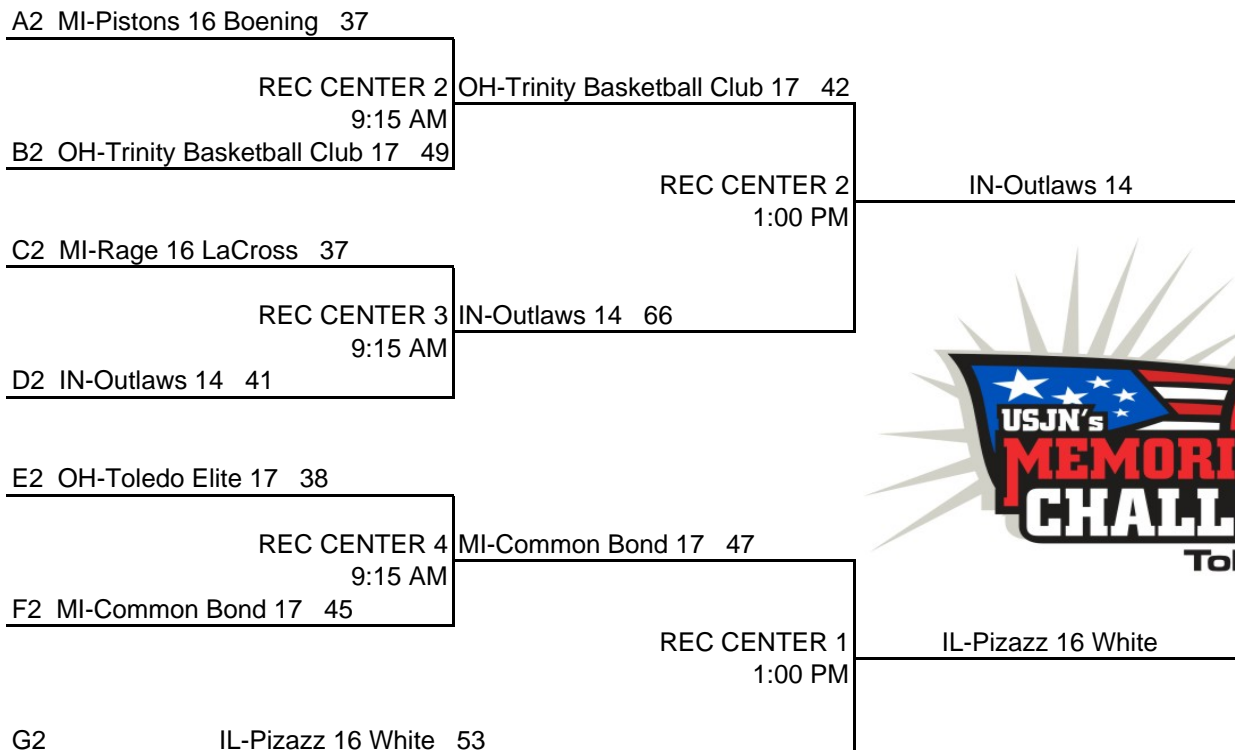 A2 MI-Pistons 16 Boening 37
REC CENTER 2 OH-Trinity Basketball Club 17 42
9:15 AM
B2 OH-Trinity Basketball Club 17 49
REC CENTER 2 IN-Outlaws 14
1:00 PM
C2 MI-Rage 16 LaCross 37
REC CENTER 3 IN-Outlaws 14 66
9:15 AM
D2 IN-Outlaws 14 41
USJN's
MEMORI
CHALL
Tol
E2 OH-Toledo Elite 17 38
REC CENTER 4 MI-Common Bond 17 47
9:15 AM
F2 MI-Common Bond 17 45
REC CENTER 1 IL-Pizazz 16 White
1:00 PM
G2 IL-Pizazz 16 White 53